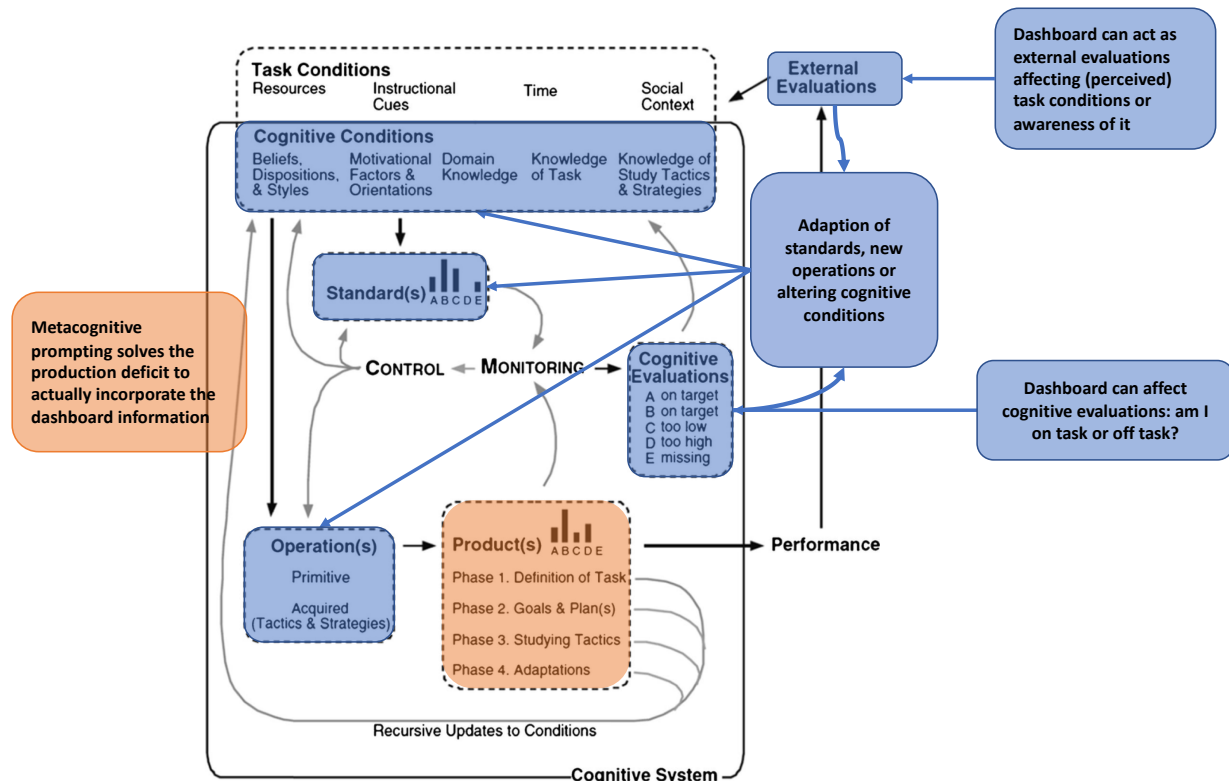 Dashboard can act as
external evaluations
affecting (perceived)
task conditions or
awareness of it
External
Evaluations
Task Conditions
Resources
Instructional
Cues
Time
Social
Context
Cognitive Conditions
Beliefs,
Dispositions,
& Styles
Motivational
Factors &
Orientations
Domain
Knowledge
Knowledge
of Task
Knowledge of
Study Tactics
& Strategies
Adaption of
standards, new
operations or
altering cognitive
conditions
Standard(s)
A B C D E
Metacognitive
prompting solves the
production deficit to
actually incorporate the
dashboard information
CONTROL
MONITORING
Cognitive
Evaluations
A on target
B on target
C too low
D too high
E missing
Dashboard can affect
cognitive evaluations: am I
on task or off task?
Operation(s)
Primitive
Acquired
(Tactics & Strategies)
Product(s)
A B C D E
Phase 1. Definition of Task
Phase 2. Goals & Plan(s)
Phase 3. Studying Tactics
Phase 4. Adaptations
Performance
Recursive Updates to Conditions
Cognitive System